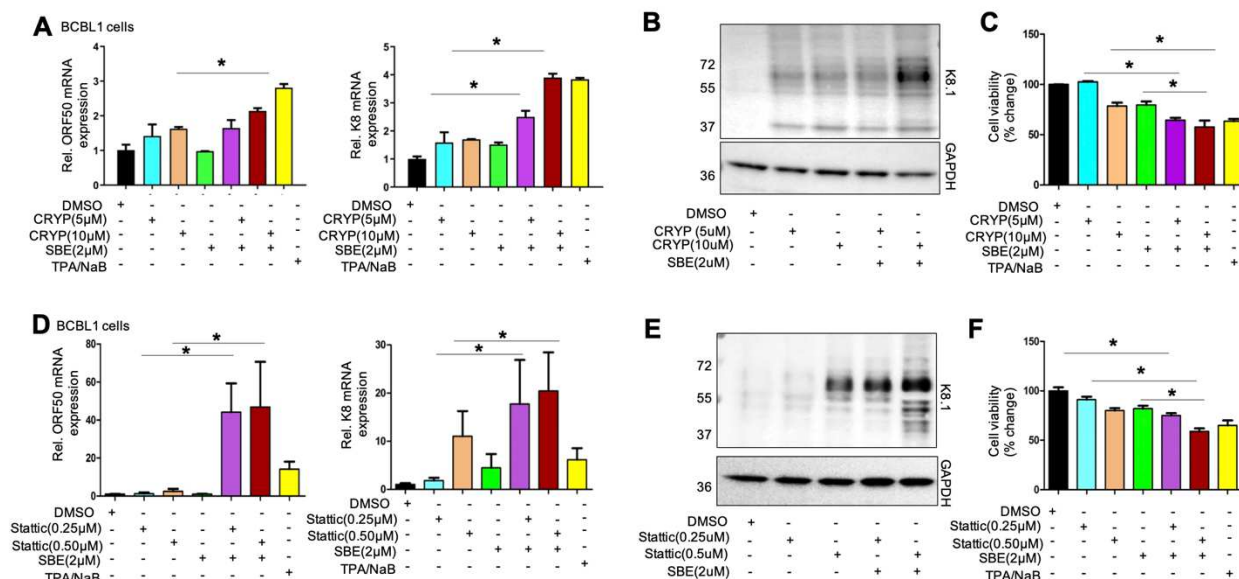 A
BCBL1 cells
Rel. ORF50 mRNA
expression
4
3
2
1
0
*
DMSO + - - - - - -
CRYP(5µM) - + - - + - -
CRYP(10µM) - - + - - + -
SBE(2µM) - - - + + + -
TPA/NaB - - - - - - +
Rel. K8 mRNA
expression
5
4
3
2
1
0
*
*
DMSO + - - - - - -
CRYP(5µM) - + - - + - -
CRYP(10µM) - - + - - + -
SBE(2µM) - - - + + + -
TPA/NaB - - - - - - +
B
72
55
37
K8.1
36
GAPDH
DMSO + - - - -
CRYP (5uM) - + - + -
CRYP(10uM) - - + - +
SBE(2uM) - - - + +
C
Cell viability
(% change)
150
100
50
0
*
*
*
DMSO + - - - - - -
CRYP(5µM) - + - - + - -
CRYP(10µM) - - + - - + -
SBE(2µM) - - - + + + -
TPA/NaB - - - - - - +
D
BCBL1 cells
Rel. ORF50 mRNA
expression
80
60
40
20
0
*
*
DMSO + - - - - - -
Stattic(0.25µM) - + - - + - -
Stattic(0.50µM) - - + - - + -
SBE(2µM) - - - + + + -
TPA/NaB - - - - - - +
Rel. K8 mRNA
expression
30
20
10
0
*
*
DMSO + - - - - - -
Stattic(0.25µM) - + - - + - -
Stattic(0.50µM) - - + - - + -
SBE(2µM) - - - + + + -
TPA/NaB - - - - - - +
E
72
55
37
K8.1
36
GAPDH
DMSO + - - - -
Stattic(0.25uM) - + - + -
Stattic(0.5uM) - - + - +
SBE(2uM) - - - + +
F
Cell viability
(% change)
150
100
50
0
*
*
*
DMSO + - - - - - -
Stattic(0.25µM) - + - - + - -
Stattic(0.50µM) - - + - - + -
SBE(2µM) - - - + + + -
TPA/NaB - - - - - - +